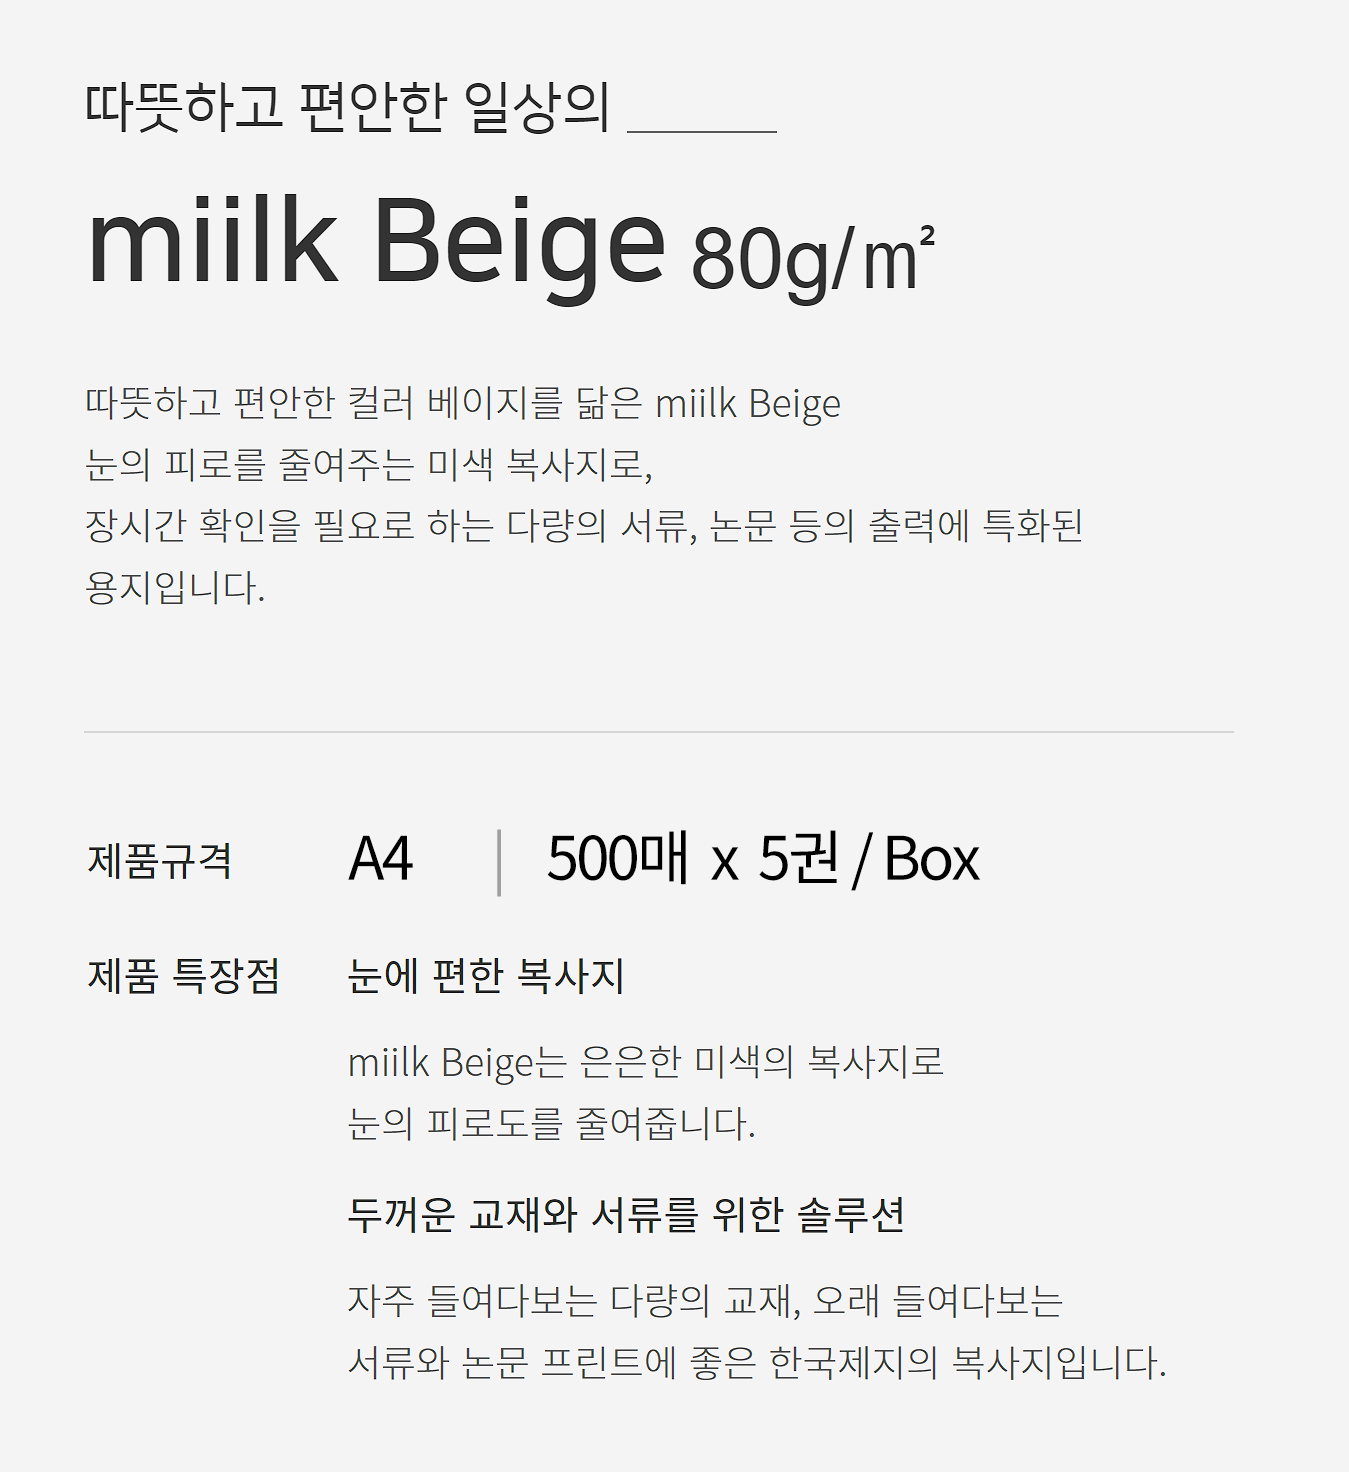 따뜻하고 편안한 일상의 ______
miilk Beige 80g/㎡
따뜻하고 편안한 컬러 베이지를 닮은 miilk Beige
눈의 피로를 줄여주는 미색 복사지로,
장시간 확인을 필요로 하는 다량의 서류, 논문 등의 출력에 특화된
용지입니다.
제품규격 A4 | 500매 x 5권 / Box
제품 특장점 눈에 편한 복사지
miilk Beige는 은은한 미색의 복사지로
눈의 피로도를 줄여줍니다.
두꺼운 교재와 서류를 위한 솔루션
자주 들여다보는 다량의 교재, 오래 들여다보는
서류와 논문 프린트에 좋은 한국제지의 복사지입니다.